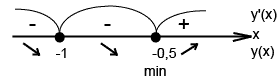 - - + y'(x)
x
-1 -0,5 y(x)
min